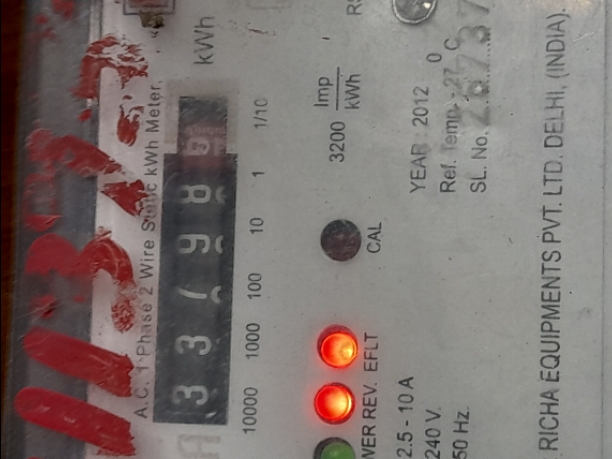 A.C. 1 Phase 2 Wire Static kWh Meter
3 3 7 9 8 kWh
10000 1000 100 10 1 1/10
3200 Imp/kWh
REV. EFLT CAL
2.5 - 10 A YEAR 2012
240 V. Ref. Temp. 27 °C
50 Hz. SL. No.
RICHA EQUIPMENTS PVT. LTD. DELHI, (INDIA).